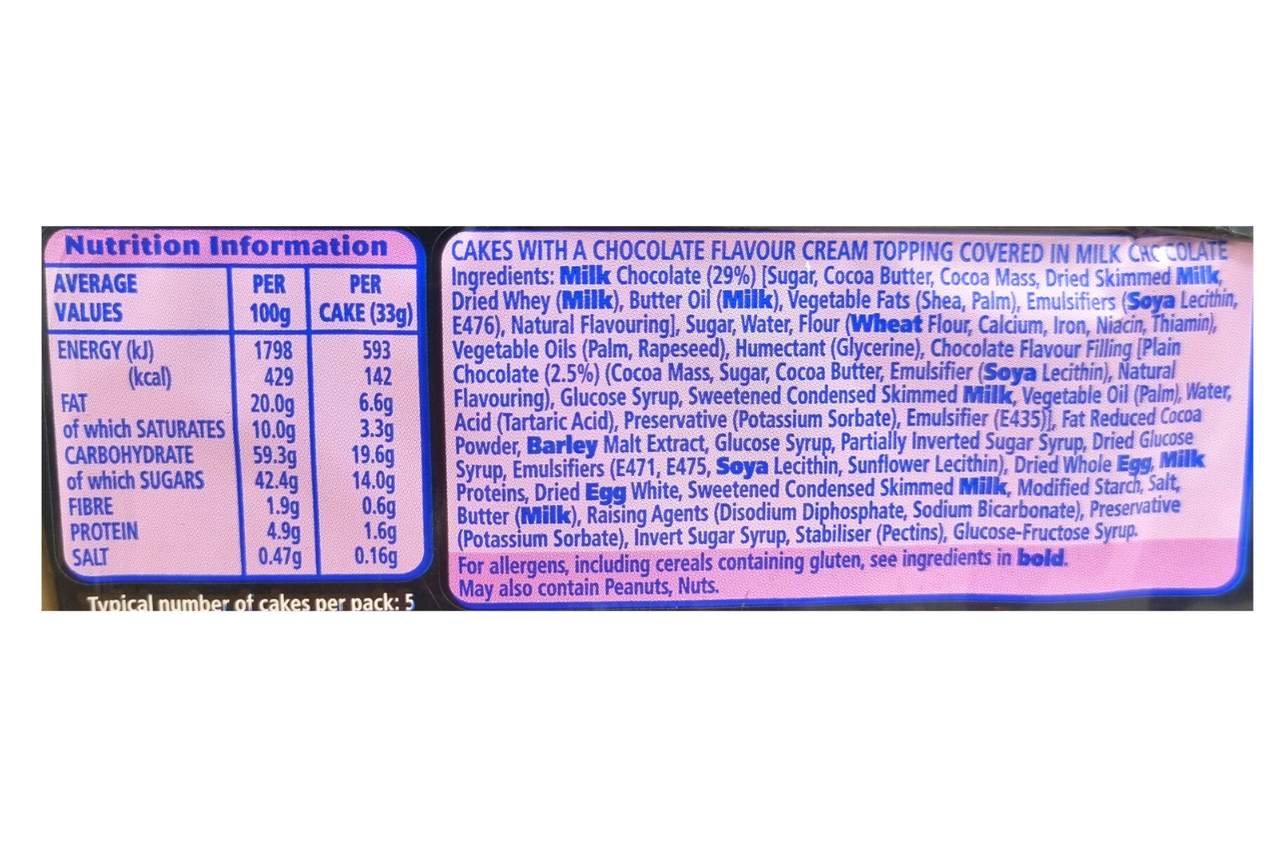 Nutrition Information
AVERAGE VALUES PER 100g PER CAKE (33g)
ENERGY (kJ) 1798 593
(kcal) 429 142
FAT 20.0g 6.6g
of which SATURATES 10.0g 3.3g
CARBOHYDRATE 59.3g 19.6g
of which SUGARS 42.4g 14.0g
FIBRE 1.9g 0.6g
PROTEIN 4.9g 1.6g
SALT 0.47g 0.16g
Typical number of cakes per pack: 5
CAKES WITH A CHOCOLATE FLAVOUR CREAM TOPPING COVERED IN MILK CHOCOLATE
Ingredients: Milk Chocolate (29%) [Sugar, Cocoa Butter, Cocoa Mass, Dried Skimmed Milk,
Dried Whey (Milk), Butter Oil (Milk), Vegetable Fats (Shea, Palm), Emulsifiers (Soya Lecithin,
E476), Natural Flavouring], Sugar, Water, Flour (Wheat Flour, Calcium, Iron, Niacin, Thiamin),
Vegetable Oils (Palm, Rapeseed), Humectant (Glycerine), Chocolate Flavour Filling [Plain
Chocolate (2.5%) (Cocoa Mass, Sugar, Cocoa Butter, Emulsifier (Soya Lecithin), Natural
Flavouring), Glucose Syrup, Sweetened Condensed Skimmed Milk, Vegetable Oil (Palm), Water,
Acid (Tartaric Acid), Preservative (Potassium Sorbate), Emulsifier (E435)], Fat Reduced Cocoa
Powder, Barley Malt Extract, Glucose Syrup, Partially Inverted Sugar Syrup, Dried Glucose
Syrup, Emulsifiers (E471, E475, Soya Lecithin, Sunflower Lecithin), Dried Whole Egg, Milk
Proteins, Dried Egg White, Sweetened Condensed Skimmed Milk, Modified Starch, Salt,
Butter (Milk), Raising Agents (Disodium Diphosphate, Sodium Bicarbonate), Preservative
(Potassium Sorbate), Invert Sugar Syrup, Stabiliser (Pectins), Glucose-Fructose Syrup.
For allergens, including cereals containing gluten, see ingredients in bold.
May also contain Peanuts, Nuts.